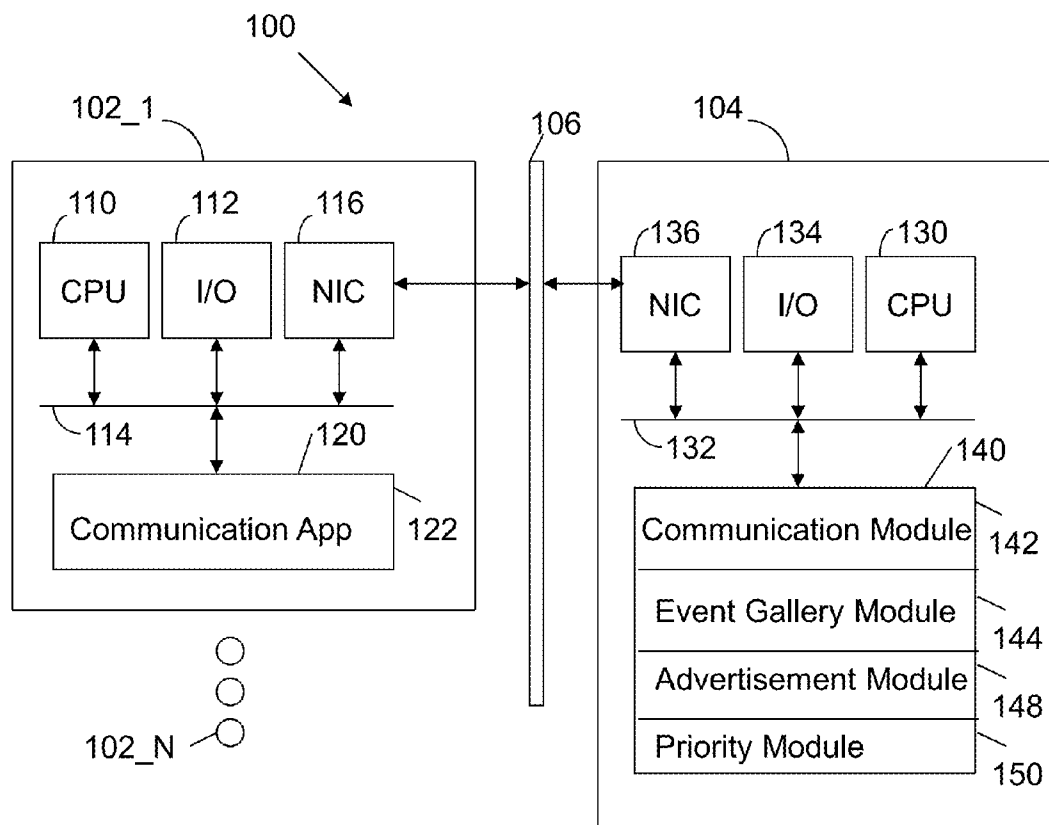 100
102_1
106
104
110
112
116
136
134
130
CPU
I/O
NIC
NIC
I/O
CPU
114
120
132
140
Communication App
122
Communication Module
142
Event Gallery Module
144
Advertisement Module
148
102_N
Priority Module
150